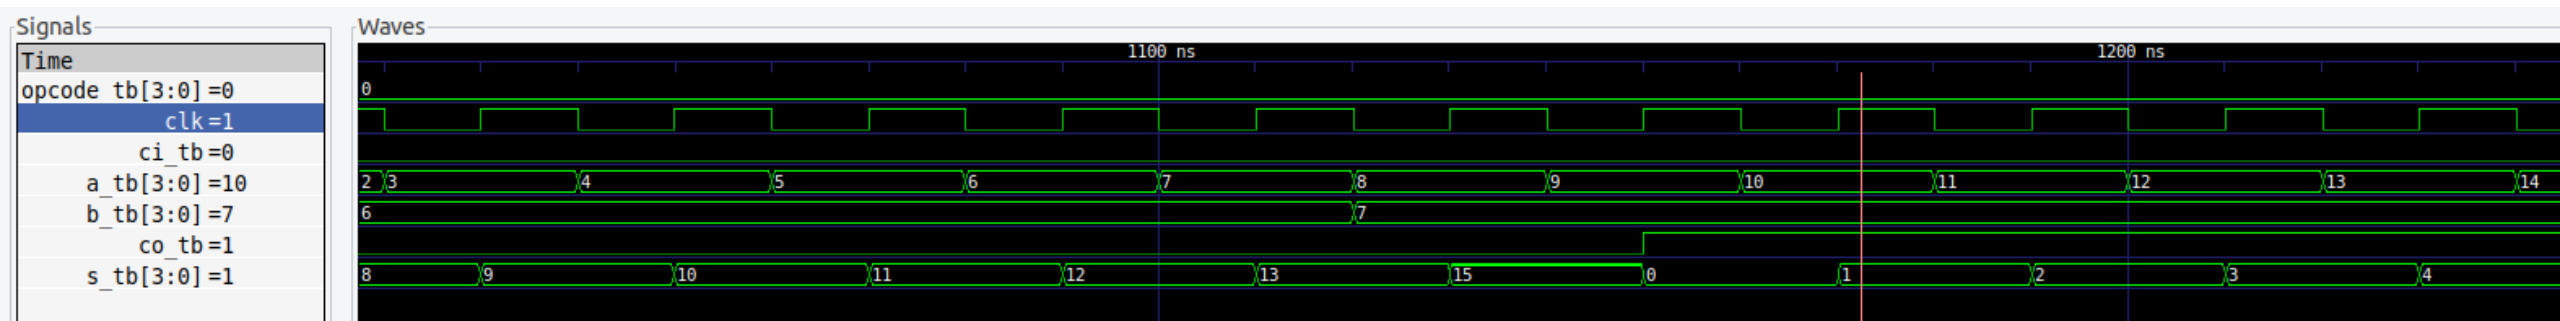 Signals
Waves
Time
1100 ns
1200 ns
opcode tb[3:0] =0
0
clk =1
ci_tb =0
a_tb[3:0] =10
2 3 4 5 6 7 8 9 10 11 12 13 14
b_tb[3:0] =7
6 7
co_tb =1
s_tb[3:0] =1
8 9 10 11 12 13 15 0 1 2 3 4